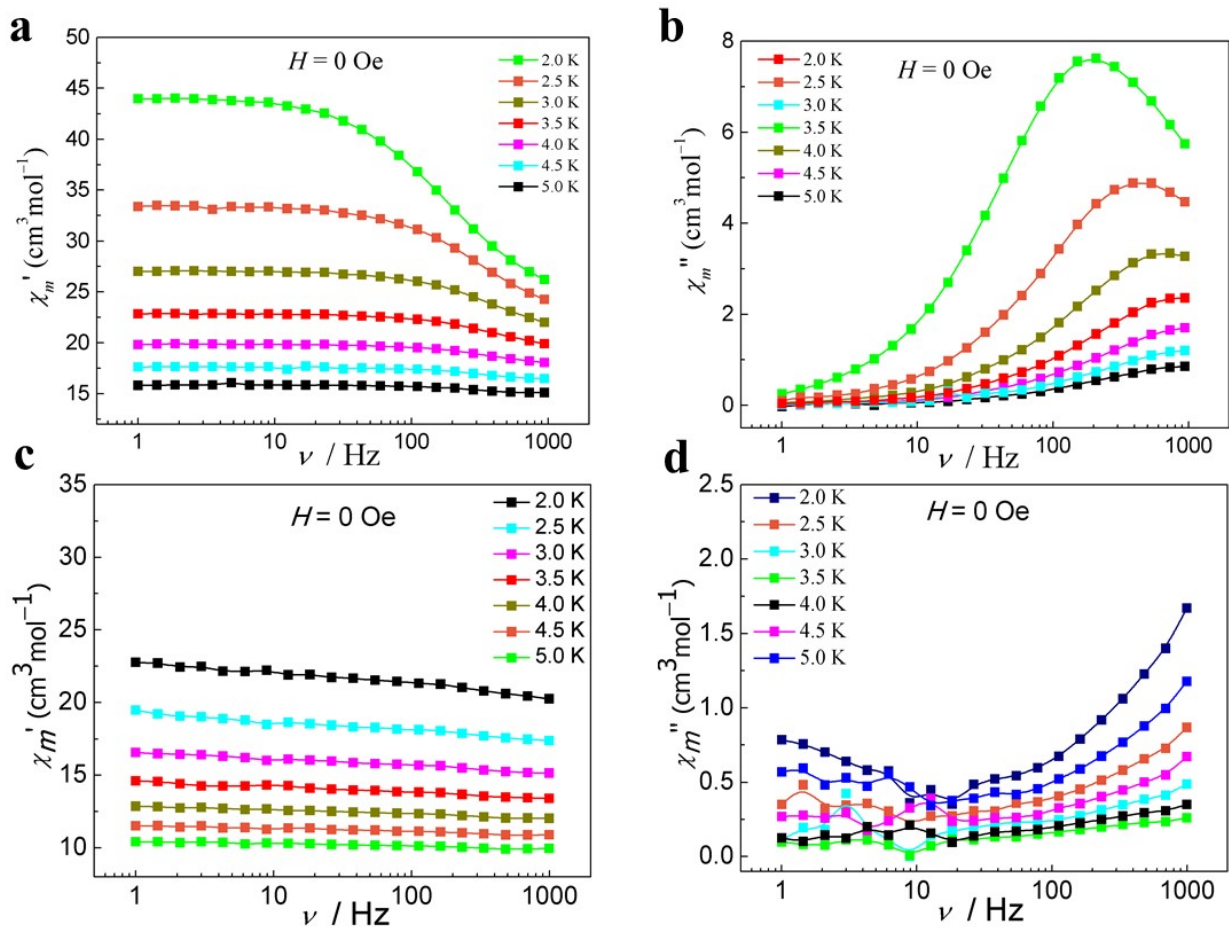 a
H = 0 Oe
2.0 K
2.5 K
3.0 K
3.5 K
4.0 K
4.5 K
5.0 K
50
45
40
35
30
25
20
15
χm' (cm³ mol⁻¹)
1
10
100
1000
ν / Hz
b
H = 0 Oe
2.0 K
2.5 K
3.0 K
3.5 K
4.0 K
4.5 K
5.0 K
8
6
4
2
0
χm" (cm³ mol⁻¹)
1
10
100
1000
ν / Hz
c
H = 0 Oe
2.0 K
2.5 K
3.0 K
3.5 K
4.0 K
4.5 K
5.0 K
35
30
25
20
15
10
χm' (cm³mol⁻¹)
1
10
100
1000
ν / Hz
d
H = 0 Oe
2.0 K
2.5 K
3.0 K
3.5 K
4.0 K
4.5 K
5.0 K
2.5
2.0
1.5
1.0
0.5
0.0
χm" (cm³mol⁻¹)
1
10
100
1000
ν / Hz